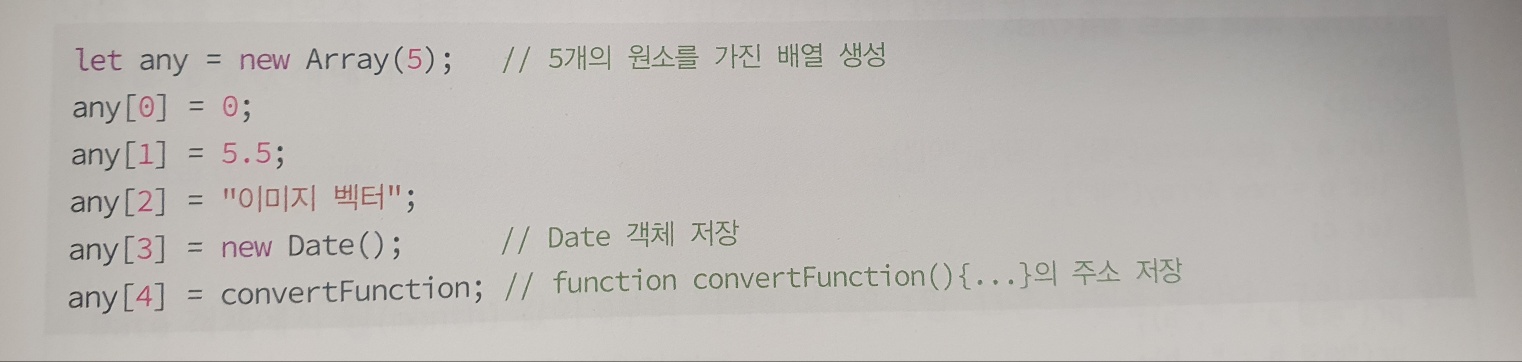 let any = new Array(5);   // 5개의 원소를 가진 배열 생성
any[0] = 0;
any[1] = 5.5;
any[2] = "이미지 벡터";
any[3] = new Date();      // Date 객체 저장
any[4] = convertFunction; // function convertFunction(){...}의 주소 저장